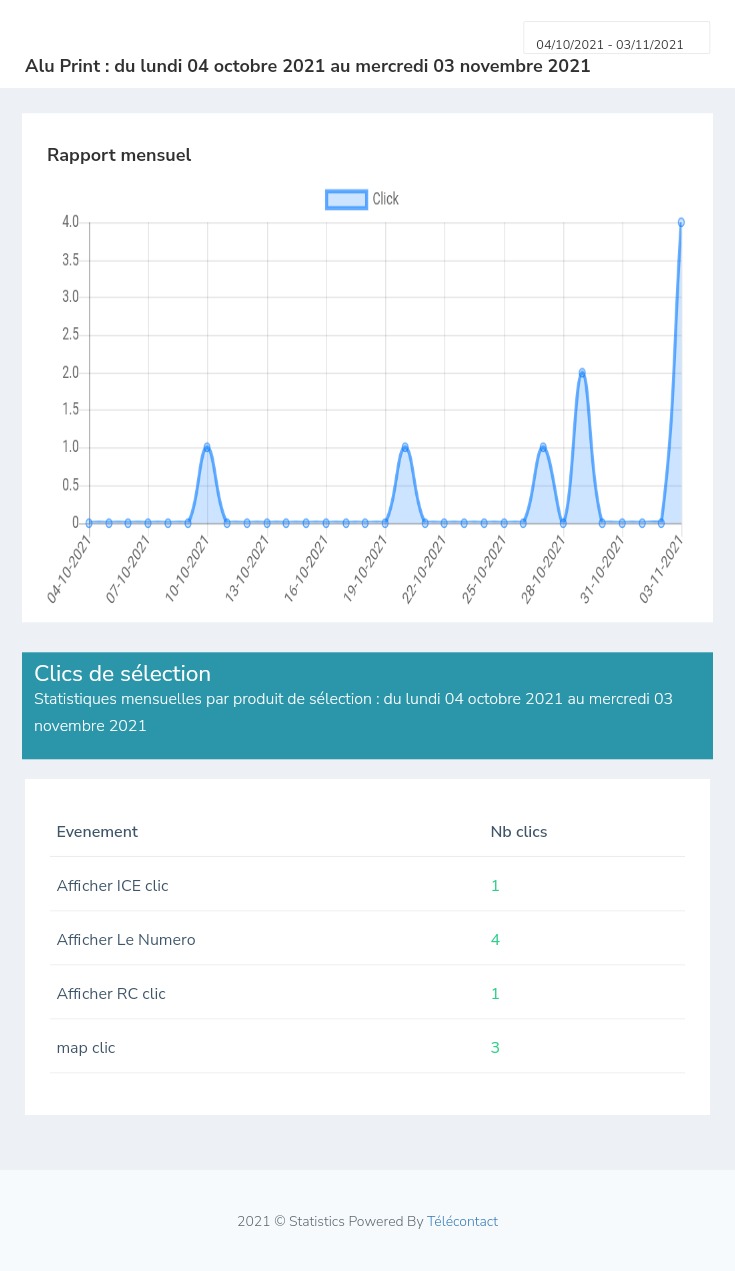 04/10/2021 - 03/11/2021
Alu Print : du lundi 04 octobre 2021 au mercredi 03 novembre 2021
Rapport mensuel
Click
4.0
3.5
3.0
2.5
2.0
1.5
1.0
0.5
0
04-10-2021
07-10-2021
10-10-2021
13-10-2021
16-10-2021
19-10-2021
22-10-2021
25-10-2021
28-10-2021
31-10-2021
03-11-2021
Clics de sélection
Statistiques mensuelles par produit de sélection : du lundi 04 octobre 2021 au mercredi 03
novembre 2021
Evenement Nb clics
Afficher ICE clic 1
Afficher Le Numero 4
Afficher RC clic 1
map clic 3
2021 © Statistics Powered By Télécontact